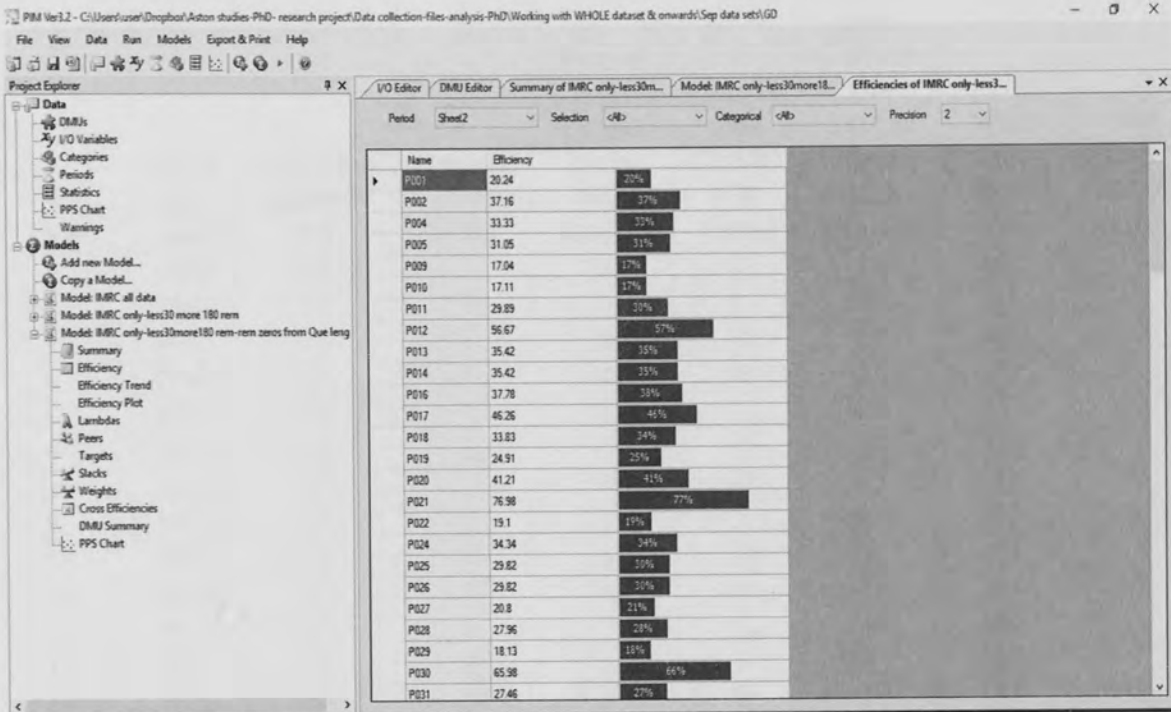 PIM Ver3.2 - C:\Users\user\Dropbox\Aston studies-PhD- research project\Data collection-files-analysis-PhD\Working with WHOLE dataset & onwards\Sep data sets\GD
File View Data Run Models Export & Print Help
Project Explorer
Data
DMUs
I/O Variables
Categories
Periods
Statistics
PPS Chart
Warnings
Models
Add new Model...
Copy a Model...
Model: IMRC all data
Model: IMRC only-less30 more 180 rem
Model: IMRC only-less30more180 rem-rem zeros from Que leng
Summary
Efficiency
Efficiency Trend
Efficiency Plot
Lambdas
Peers
Targets
Slacks
Weights
Cross Efficiencies
DMU Summary
PPS Chart
I/O Editor DMU Editor Summary of IMRC only-less30m... Model: IMRC only-less30more18... Efficiencies of IMRC only-less3...
Period Sheet2 Selection <All> Categorical <All> Precision 2
Name Efficiency
P001 20.24 20%
P002 37.16 37%
P004 33.33 33%
P005 31.05 31%
P009 17.04 17%
P010 17.11 17%
P011 29.89 30%
P012 56.67 57%
P013 35.42 35%
P014 35.42 35%
P016 37.78 38%
P017 46.26 46%
P018 33.83 34%
P019 24.91 25%
P020 41.21 41%
P021 76.98 77%
P022 19.1 19%
P024 34.34 34%
P025 29.82 30%
P026 29.82 30%
P027 20.8 21%
P028 27.96 28%
P029 18.13 18%
P030 65.98 66%
P031 27.46 27%